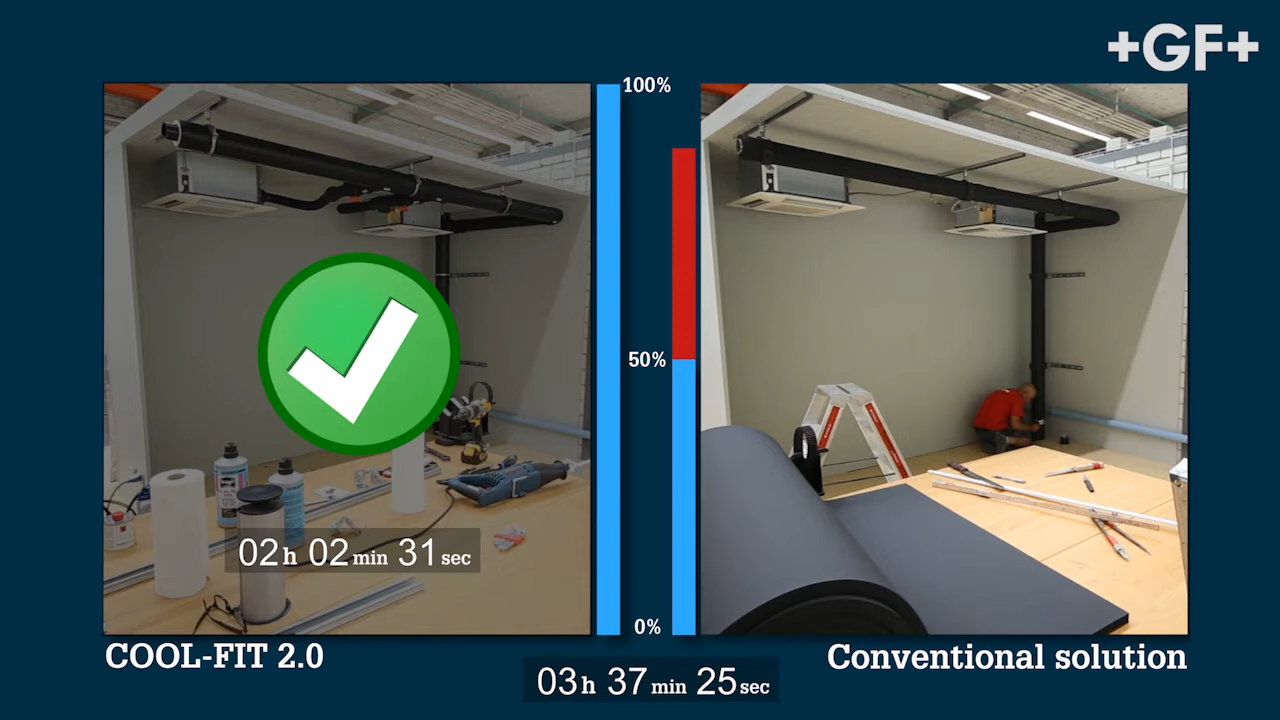 +GF+
100%
50%
0%
02h 02min 31sec
COOL-FIT 2.0
Conventional solution
03h 37min 25sec